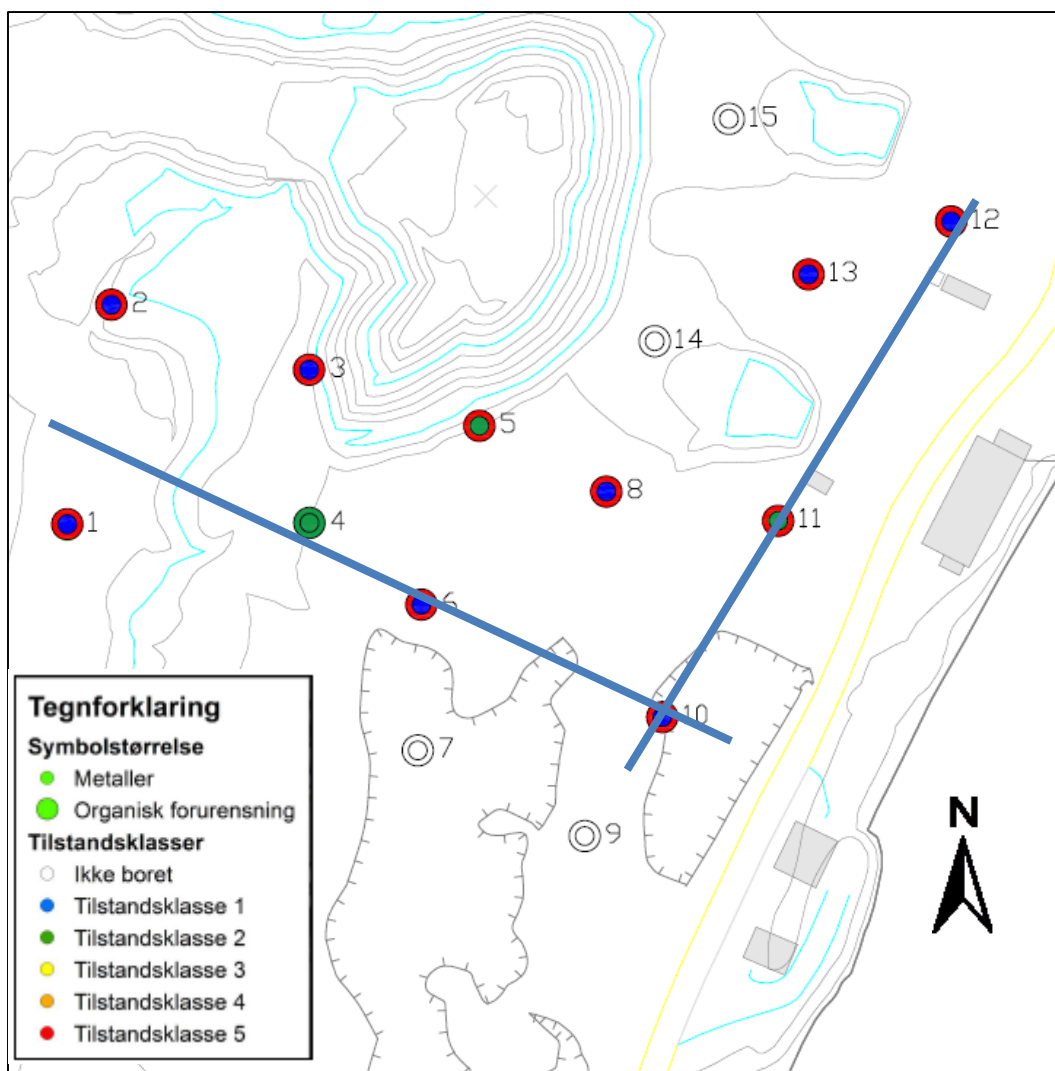 15
12
13
2
14
3
5
8
1
4
11
6
10
7
9
N
Tegnforklaring
Symbolstørrelse
Metaller
Organisk forurensning
Tilstandsklasser
Ikke boret
Tilstandsklasse 1
Tilstandsklasse 2
Tilstandsklasse 3
Tilstandsklasse 4
Tilstandsklasse 5